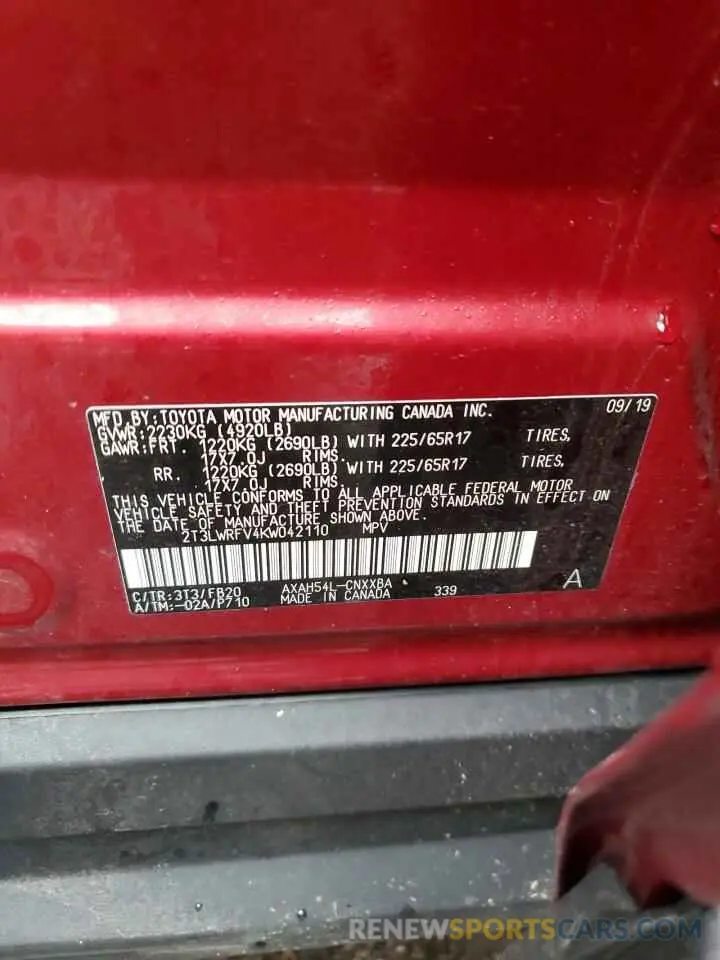 MFD BY:TOYOTA MOTOR MANUFACTURING CANADA INC. 09/19
GVWR:2230KG (4920LB)
GAWR:FRT. 1220KG (2690LB) WITH 225/65R17 TIRES,
17X7.0J RIMS.
RR. 1220KG (2690LB) WITH 225/65R17 TIRES,
17X7.0J RIMS.
THIS VEHICLE CONFORMS TO ALL APPLICABLE FEDERAL MOTOR
VEHICLE SAFETY AND THEFT PREVENTION STANDARDS IN EFFECT ON
THE DATE OF MANUFACTURE SHOWN ABOVE.
2T3LWRFV4KW042110 MPV
C/TR:3T3/FB20 AXAH54L-CNXXBA 339 A
A/TM:-02A/P710 MADE IN CANADA
RENEWSPORTSCARS.COM